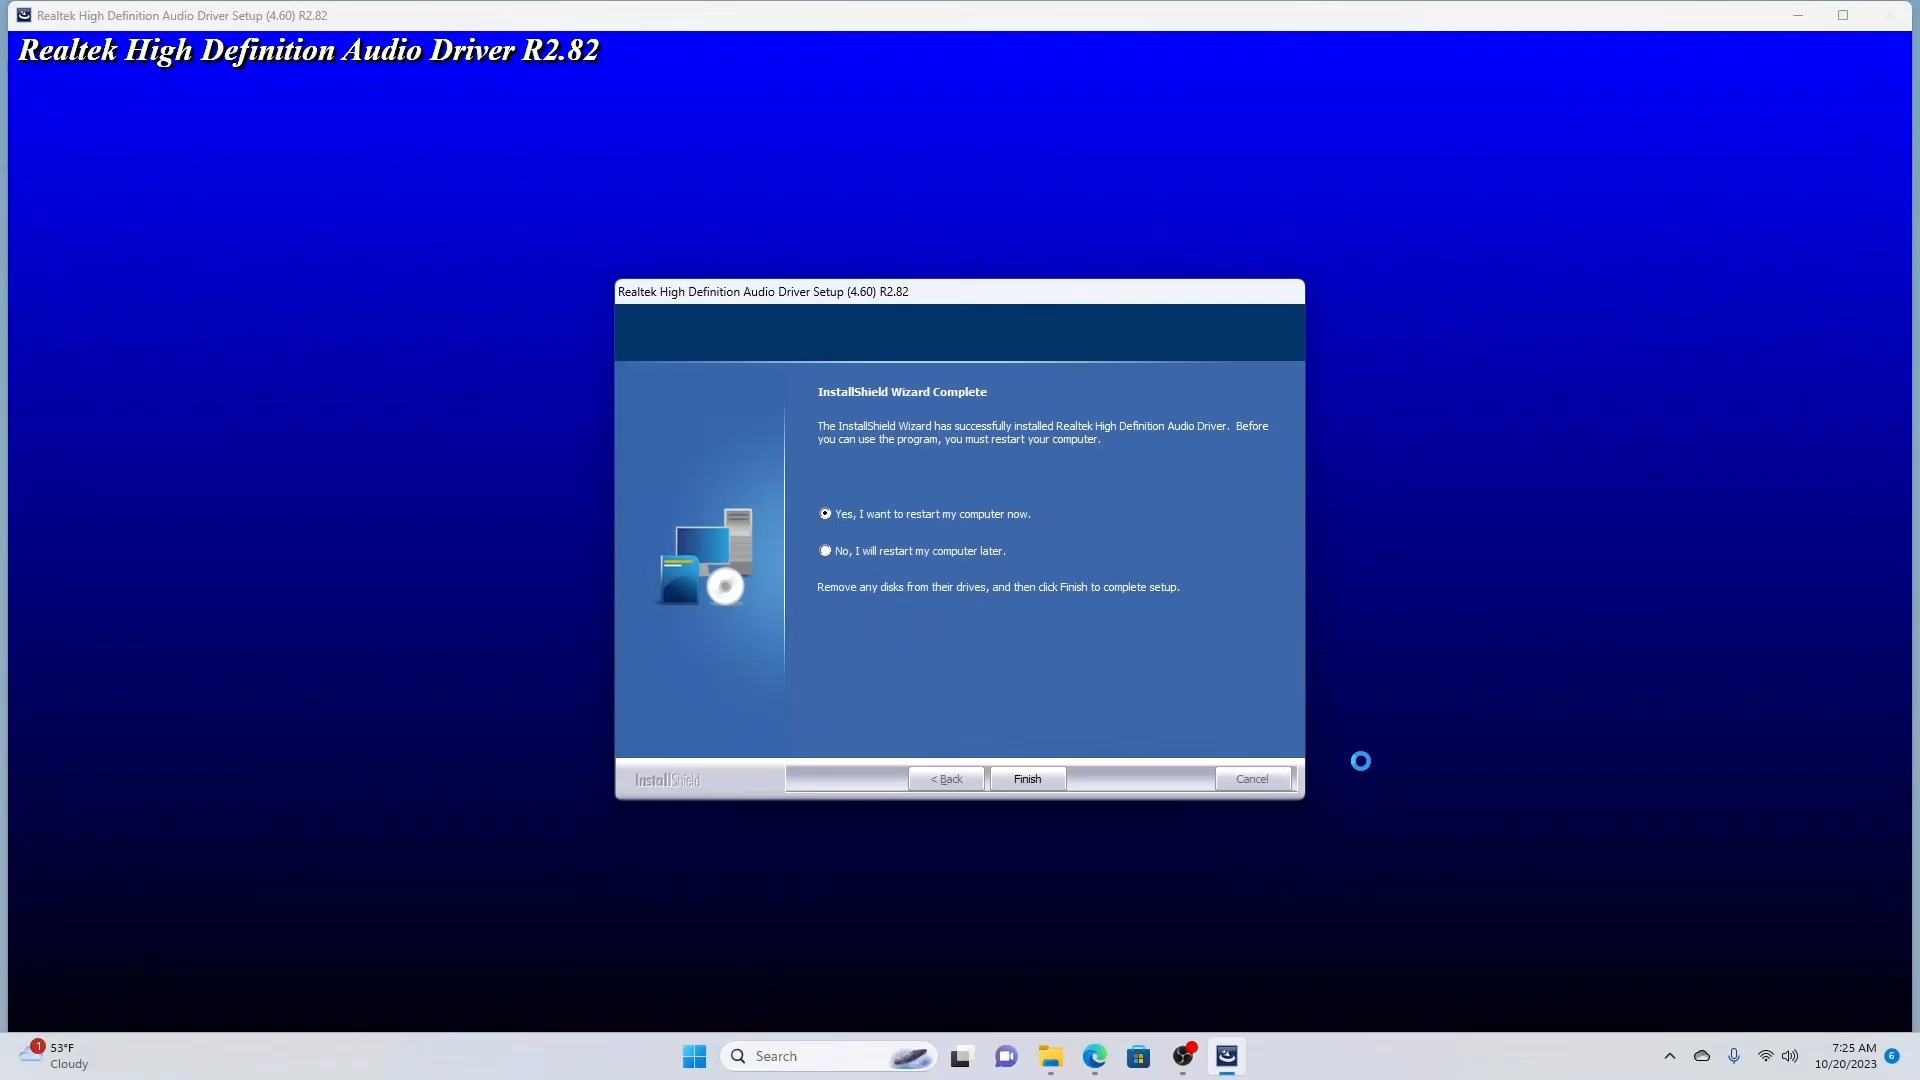 Realtek High Definition Audio Driver Setup (4.60) R2.82
Realtek High Definition Audio Driver R2.82
Realtek High Definition Audio Driver Setup (4.60) R2.82
InstallShield Wizard Complete
The InstallShield Wizard has successfully installed Realtek High Definition Audio Driver. Before
you can use the program, you must restart your computer.
Yes, I want to restart my computer now.
No, I will restart my computer later.
Remove any disks from their drives, and then click Finish to complete setup.
InstallShield
< Back
Finish
Cancel
1
53°F
Cloudy
Search
7:25 AM
10/20/2023
6